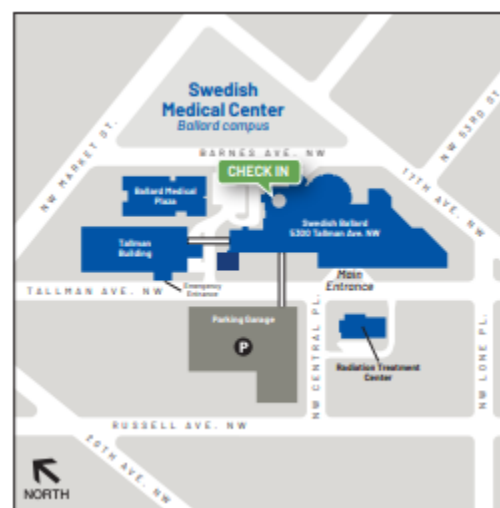 Swedish
Medical Center
Ballard campus
NW MARKET ST.
BARNES AVE. NW
NW 53RD ST
17TH AVE. NW
CHECK IN
Ballard Medical
Plaza
Swedish Ballard
5300 Tallman Ave. NW
Tallman
Building
Main
Entrance
Emergency
Entrance
TALLMAN AVE. NW
Parking Garage
P
NW CENTRAL PL.
NW LONE PL.
Radiation Treatment
Center
RUSSELL AVE. NW
20TH AVE. NW
NORTH